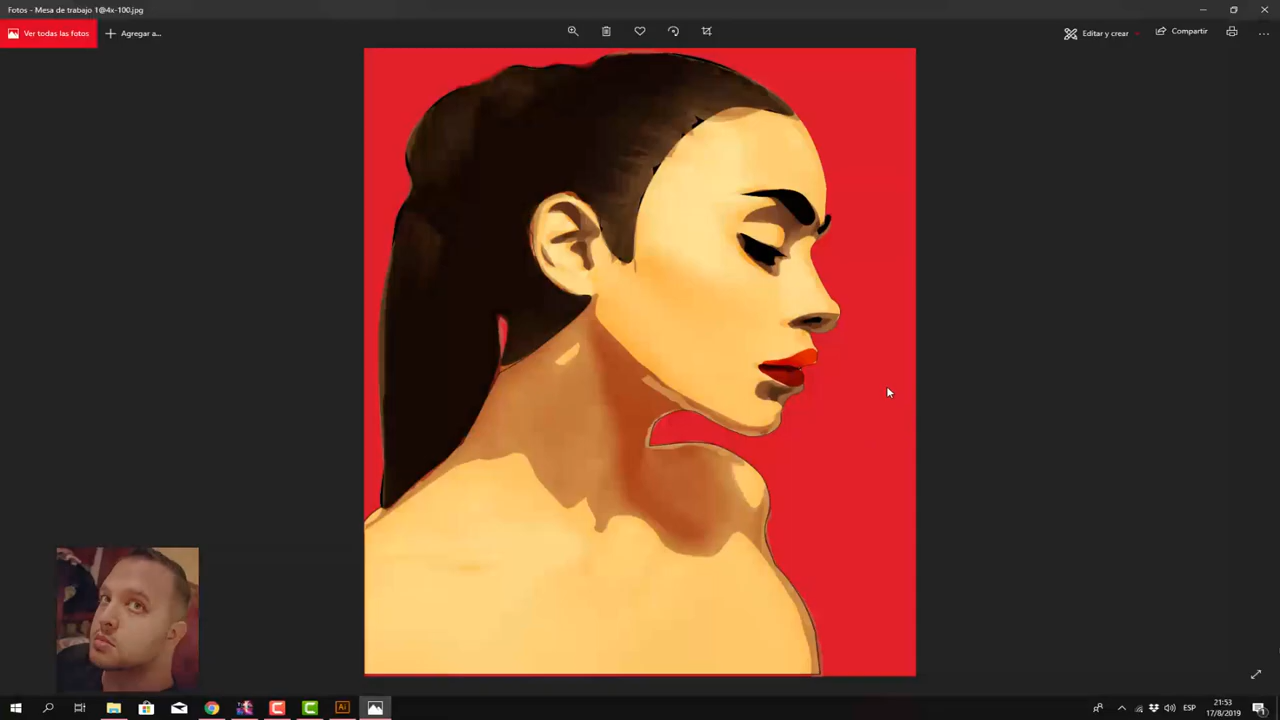 Fotos - Mesa de trabajo 1@4x-100.jpg
Ver todas las fotos
Agregar a...
Editar y crear
Compartir
Ai
ESP
21:53
17/8/2019